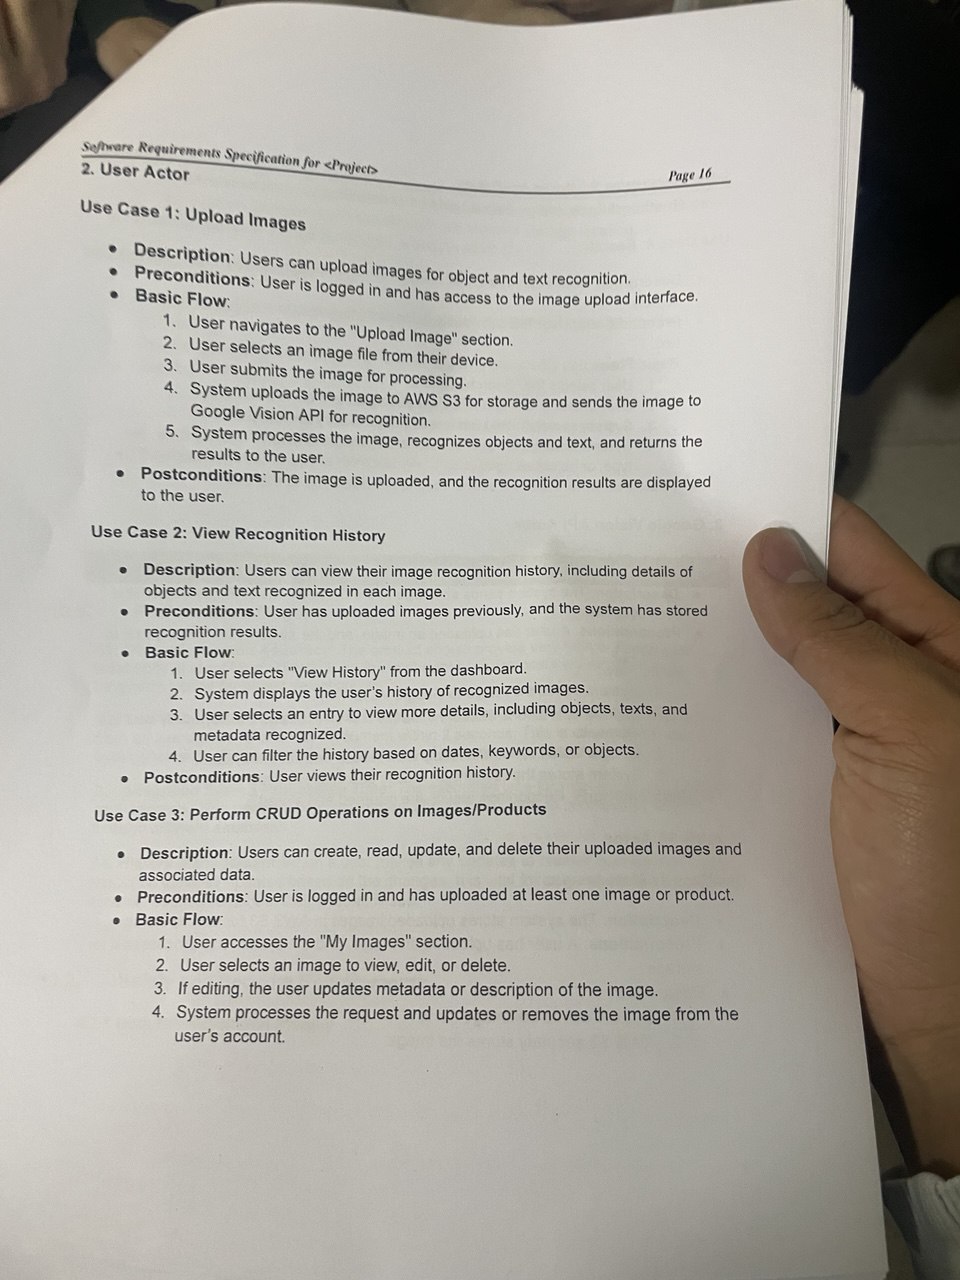 Software Requirements Specification for <Project>
Page 16
2. User Actor
Use Case 1: Upload Images
• Description: Users can upload images for object and text recognition.
• Preconditions: User is logged in and has access to the image upload interface.
• Basic Flow:
1. User navigates to the "Upload Image" section.
2. User selects an image file from their device.
3. User submits the image for processing.
4. System uploads the image to AWS S3 for storage and sends the image to
Google Vision API for recognition.
5. System processes the image, recognizes objects and text, and returns the
results to the user.
• Postconditions: The image is uploaded, and the recognition results are displayed
to the user.
Use Case 2: View Recognition History
• Description: Users can view their image recognition history, including details of
objects and text recognized in each image.
• Preconditions: User has uploaded images previously, and the system has stored
recognition results.
• Basic Flow:
1. User selects "View History" from the dashboard.
2. System displays the user's history of recognized images.
3. User selects an entry to view more details, including objects, texts, and
metadata recognized.
4. User can filter the history based on dates, keywords, or objects.
• Postconditions: User views their recognition history.
Use Case 3: Perform CRUD Operations on Images/Products
• Description: Users can create, read, update, and delete their uploaded images and
associated data.
• Preconditions: User is logged in and has uploaded at least one image or product.
• Basic Flow:
1. User accesses the "My Images" section.
2. User selects an image to view, edit, or delete.
3. If editing, the user updates metadata or description of the image.
4. System processes the request and updates or removes the image from the
user's account.